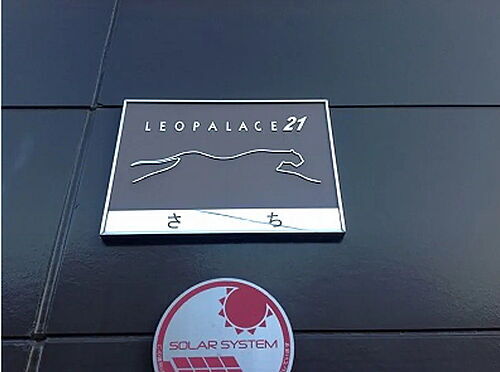 LEOPALACE21
さち
SOLAR SYSTEM